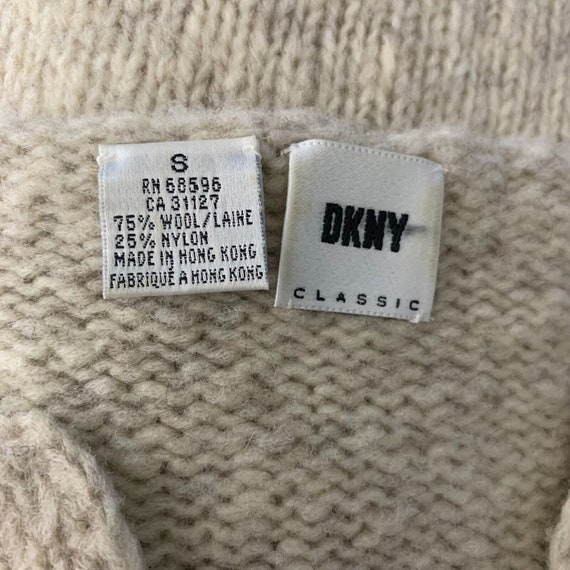 S
RN 68596
CA 31127
75% WOOL/LAINE
25% NYLON
MADE IN HONG KONG
FABRIQUÉ A HONG KONG
DKNY
CLASSIC